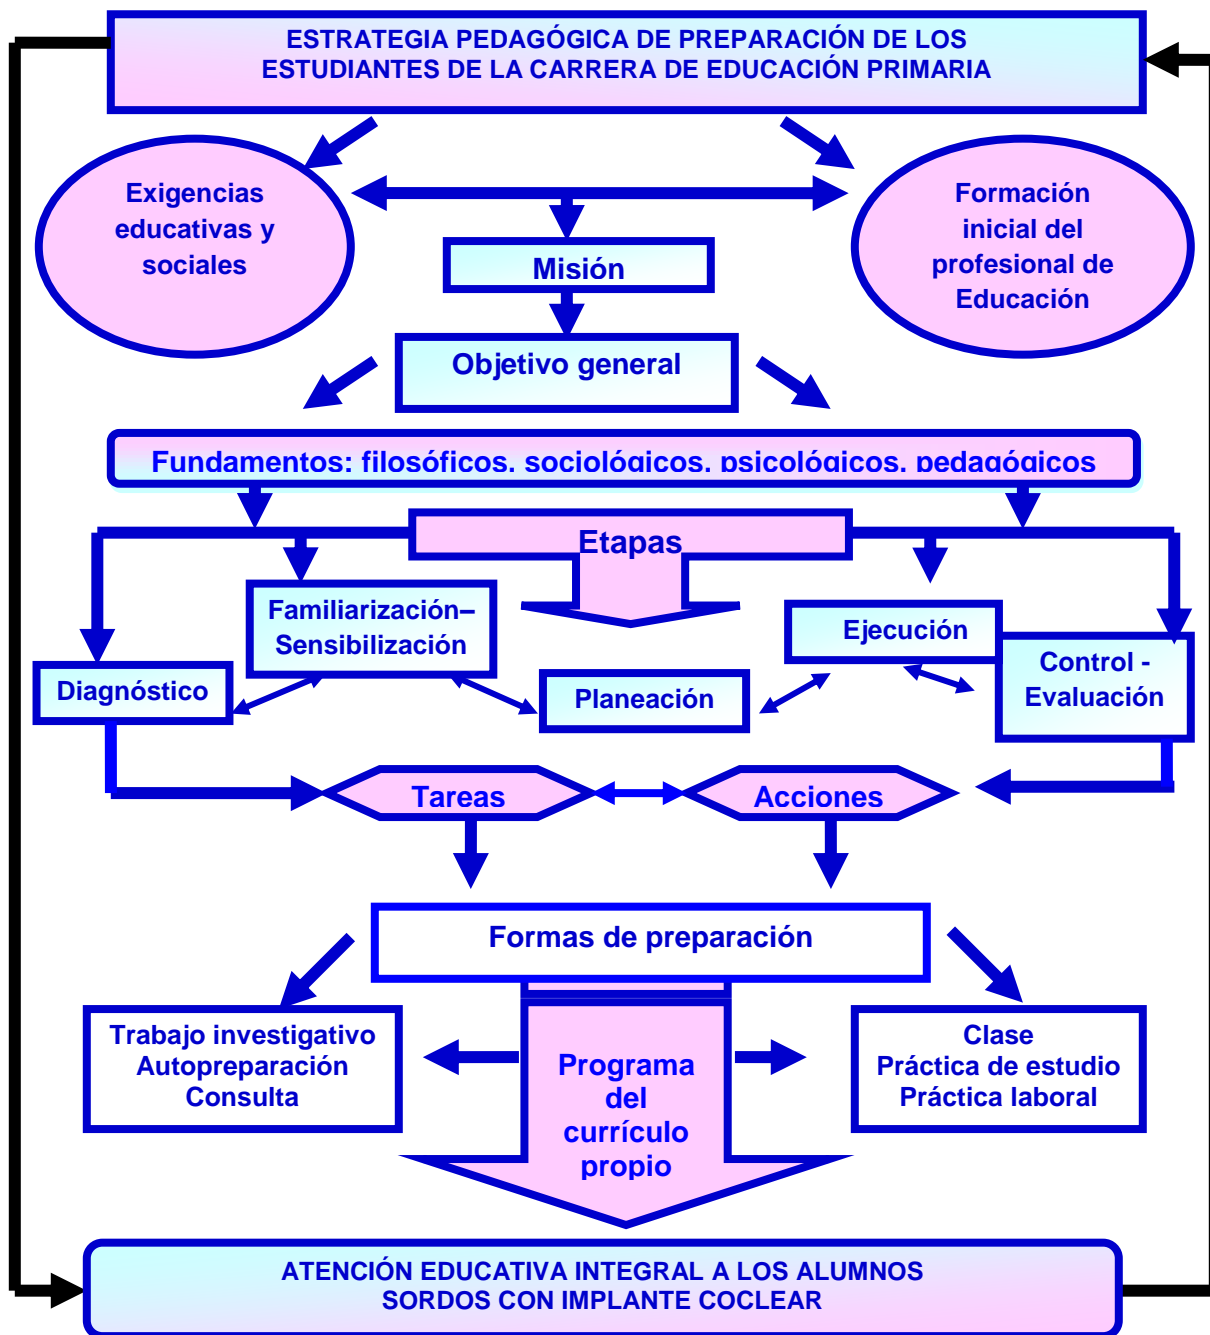 ESTRATEGIA PEDAGÓGICA DE PREPARACIÓN DE LOS
ESTUDIANTES DE LA CARRERA DE EDUCACIÓN PRIMARIA
Exigencias
educativas y
sociales
Formación
inicial del
profesional de
Educación
Misión
Objetivo general
Fundamentos: filosóficos, sociológicos, psicológicos, pedagógicos
Etapas
Familiarización–
Sensibilización
Ejecución
Diagnóstico
Planeación
Control -
Evaluación
Tareas
Acciones
Formas de preparación
Trabajo investigativo
Autopreparación
Consulta
Programa
del
currículo
propio
Clase
Práctica de estudio
Práctica laboral
ATENCIÓN EDUCATIVA INTEGRAL A LOS ALUMNOS
SORDOS CON IMPLANTE COCLEAR